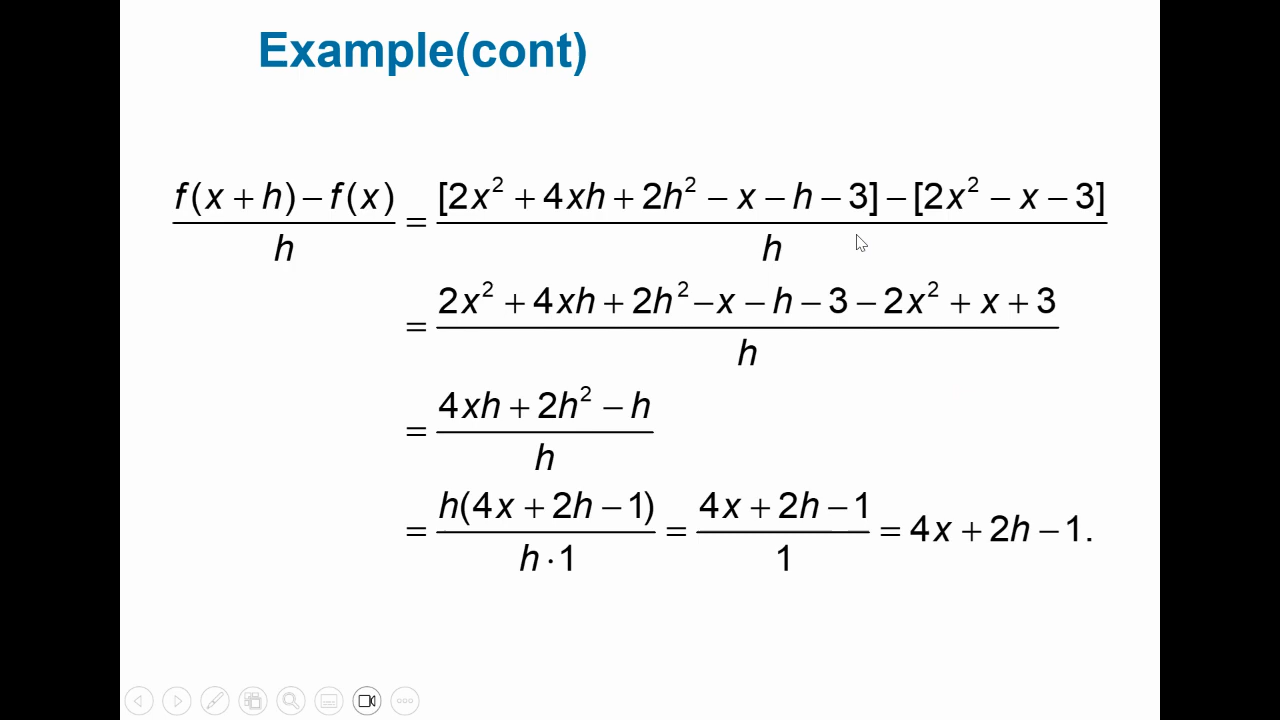 Example(cont)
f(x + h) − f(x) / h = [2x² + 4xh + 2h² − x − h − 3] − [2x² − x − 3] / h
= 2x² + 4xh + 2h² − x − h − 3 − 2x² + x + 3 / h
= 4xh + 2h² − h / h
= h(4x + 2h − 1) / h · 1 = 4x + 2h − 1 / 1 = 4x + 2h − 1.